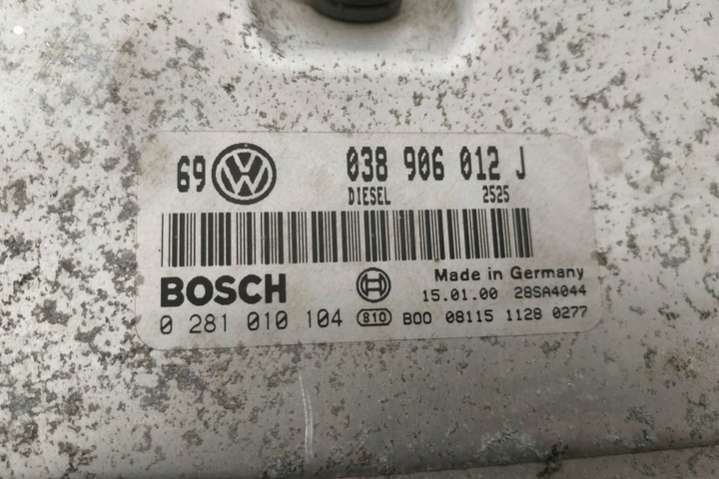 69 VW 038 906 012 J
DIESEL 2525
BOSCH Made in Germany
15.01.00 28SA4044
0 281 010 104 810 B00 08115 1128 0277